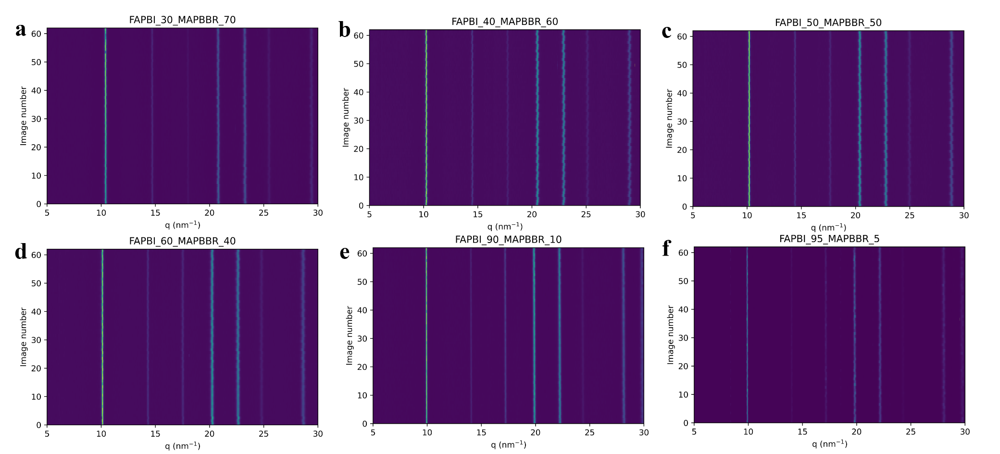 a
FAPBI_30_MAPBBR_70
60
50
40
30
20
10
0
Image number
5 10 15 20 25 30
q (nm⁻¹)
b
FAPBI_40_MAPBBR_60
60
50
40
30
20
10
0
Image number
5 10 15 20 25 30
q (nm⁻¹)
c
FAPBI_50_MAPBBR_50
60
50
40
30
20
10
0
Image number
5 10 15 20 25 30
q (nm⁻¹)
d
FAPBI_60_MAPBBR_40
60
50
40
30
20
10
0
Image number
5 10 15 20 25 30
q (nm⁻¹)
e
FAPBI_90_MAPBBR_10
60
50
40
30
20
10
0
Image number
5 10 15 20 25 30
q (nm⁻¹)
f
FAPBI_95_MAPBBR_5
60
50
40
30
20
10
0
Image number
5 10 15 20 25 30
q (nm⁻¹)